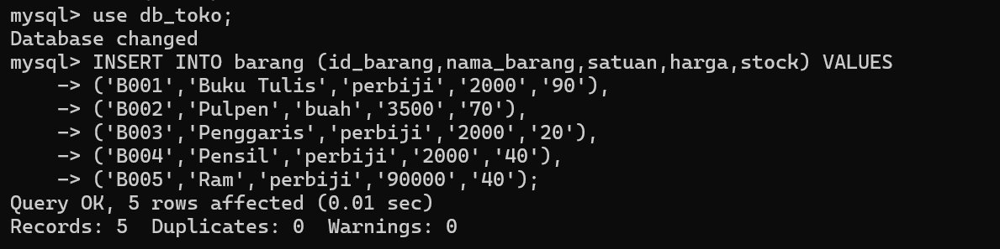 mysql> use db_toko;
Database changed
mysql> INSERT INTO barang (id_barang,nama_barang,satuan,harga,stock) VALUES
    -> ('B001','Buku Tulis','perbiji','2000','90'),
    -> ('B002','Pulpen','buah','3500','70'),
    -> ('B003','Penggaris','perbiji','2000','20'),
    -> ('B004','Pensil','perbiji','2000','40'),
    -> ('B005','Ram','perbiji','90000','40');
Query OK, 5 rows affected (0.01 sec)
Records: 5  Duplicates: 0  Warnings: 0